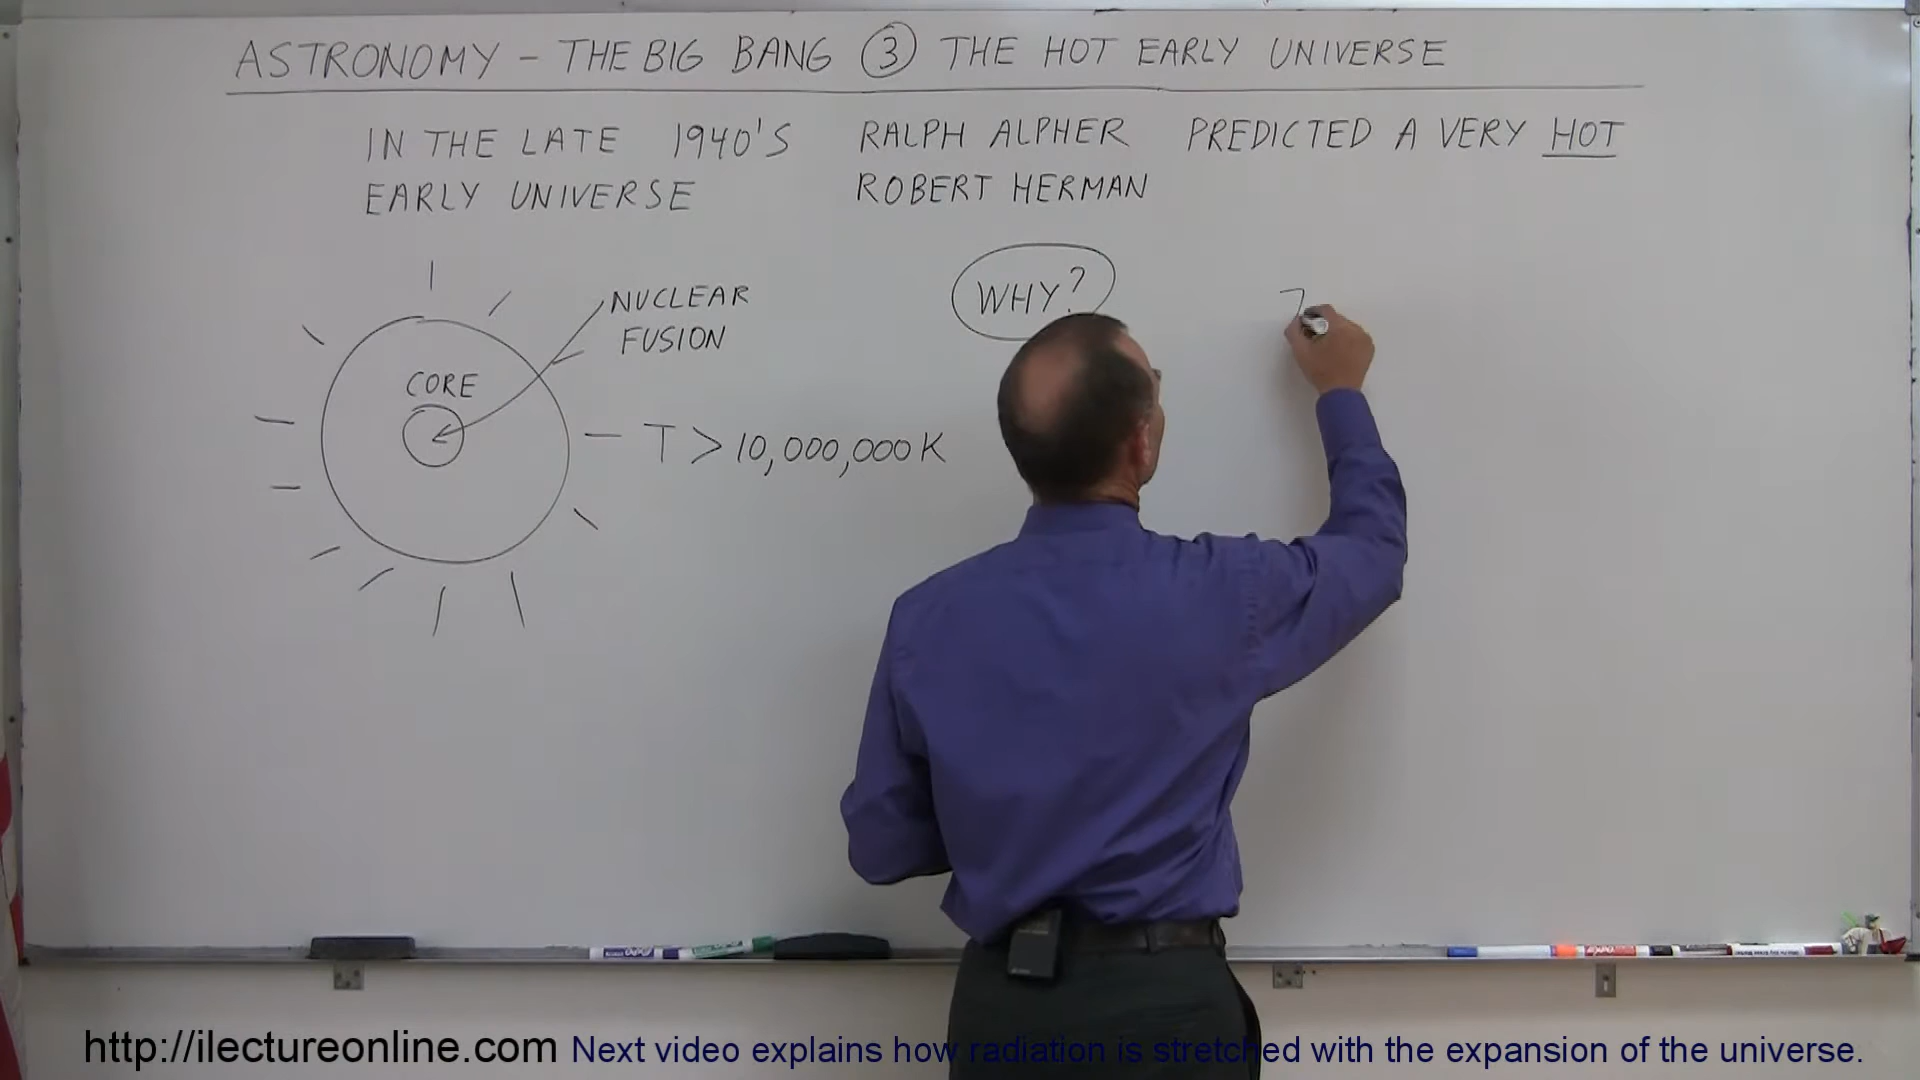 ASTRONOMY - THE BIG BANG ③ THE HOT EARLY UNIVERSE
IN THE LATE 1940'S RALPH ALPHER PREDICTED A VERY HOT
EARLY UNIVERSE ROBERT HERMAN
WHY?
7
NUCLEAR
FUSION
CORE
T > 10,000,000 K
http://ilectureonline.com Next video explains how radiation is stretched with the expansion of the universe.